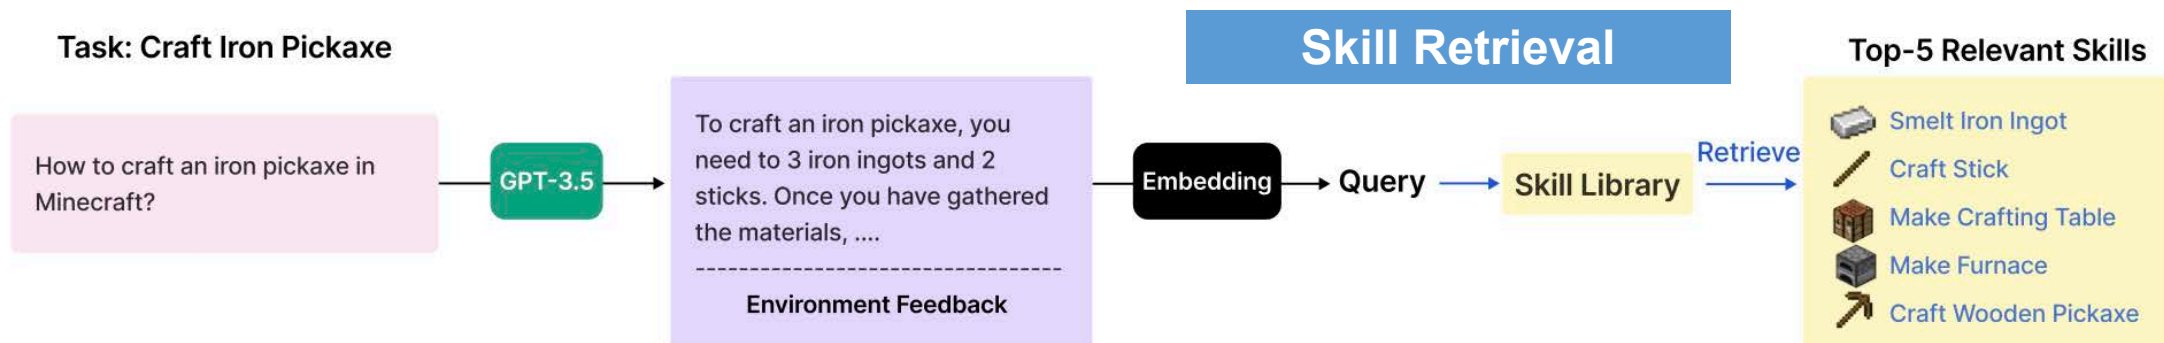 Task: Craft Iron Pickaxe
How to craft an iron pickaxe in
Minecraft?
GPT-3.5
To craft an iron pickaxe, you
need to 3 iron ingots and 2
sticks. Once you have gathered
the materials, ....
----------------------------------
Environment Feedback
Skill Retrieval
Embedding
Query
Skill Library
Retrieve
Top-5 Relevant Skills
Smelt Iron Ingot
Craft Stick
Make Crafting Table
Make Furnace
Craft Wooden Pickaxe